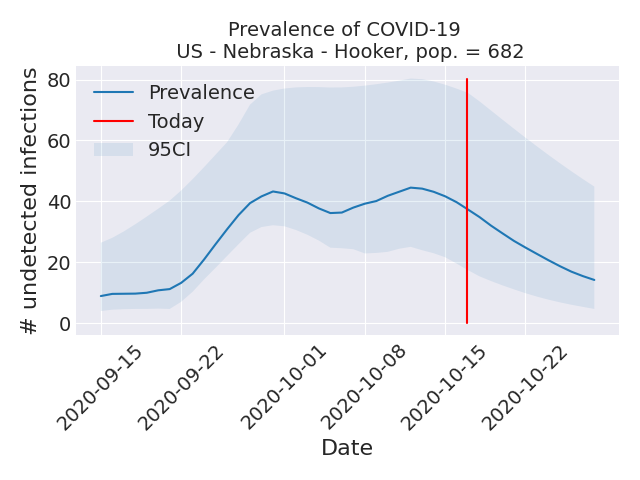 Prevalence of COVID-19
US - Nebraska - Hooker, pop. = 682
# undetected infections
80
60
40
20
0
Prevalence
Today
95CI
2020-09-15
2020-09-22
2020-10-01
2020-10-08
2020-10-15
2020-10-22
Date